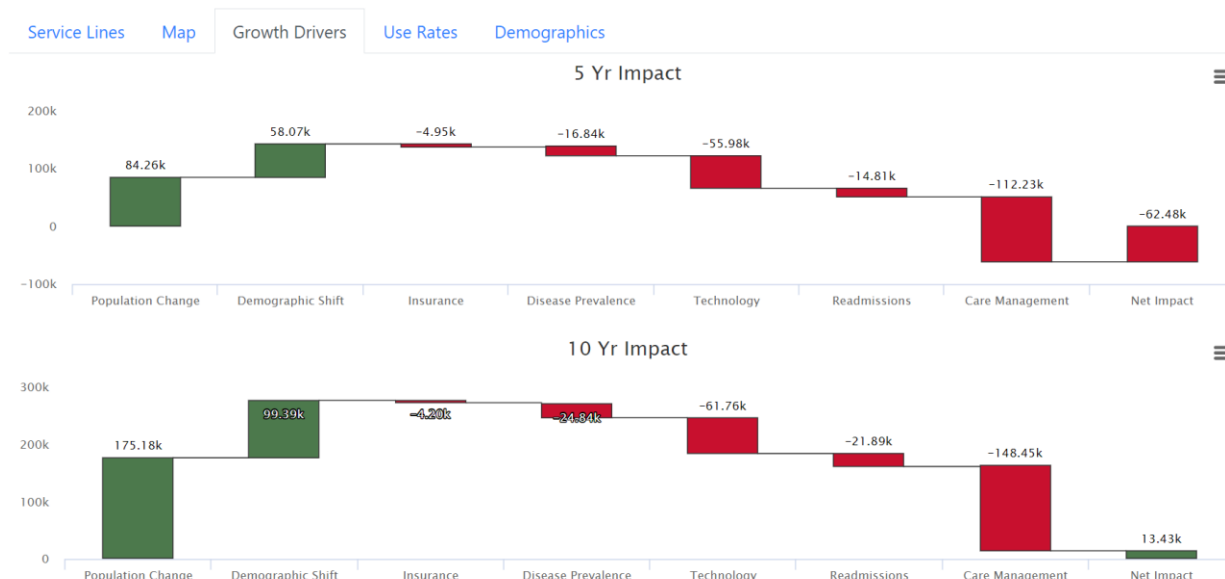 Service Lines Map Growth Drivers Use Rates Demographics
5 Yr Impact
200k
100k
0
−100k
84.26k 58.07k −4.95k −16.84k −55.98k −14.81k −112.23k −62.48k
Population Change Demographic Shift Insurance Disease Prevalence Technology Readmissions Care Management Net Impact
10 Yr Impact
300k
200k
100k
0
175.18k 99.39k −4.20k −24.84k −61.76k −21.89k −148.45k 13.43k
Population Change Demographic Shift Insurance Disease Prevalence Technology Readmissions Care Management Net Impact